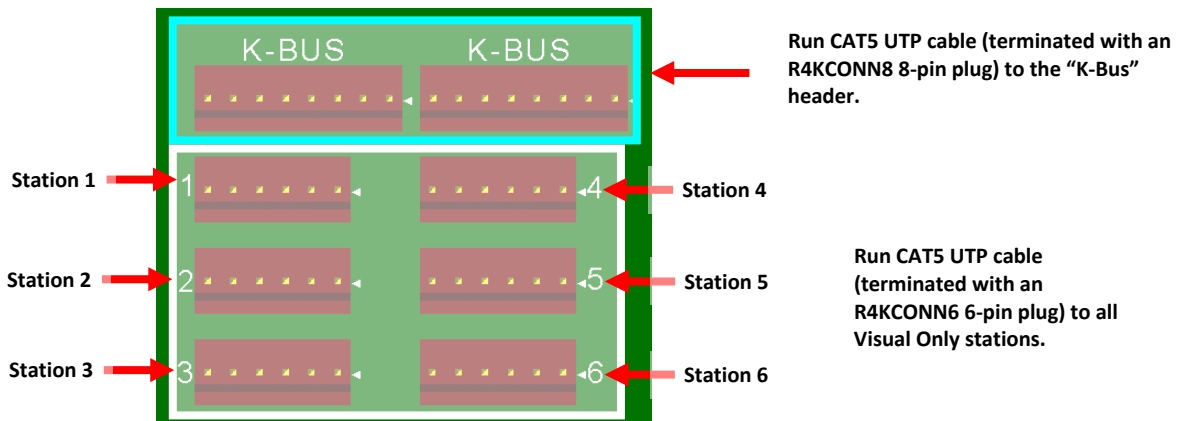 K-BUS K-BUS
Run CAT5 UTP cable (terminated with an
R4KCONN8 8-pin plug) to the “K-Bus”
header.
Station 1
1
4
Station 4
Station 2
2
5
Station 5
Run CAT5 UTP cable
(terminated with an
R4KCONN6 6-pin plug) to all
Visual Only stations.
Station 3
3
6
Station 6